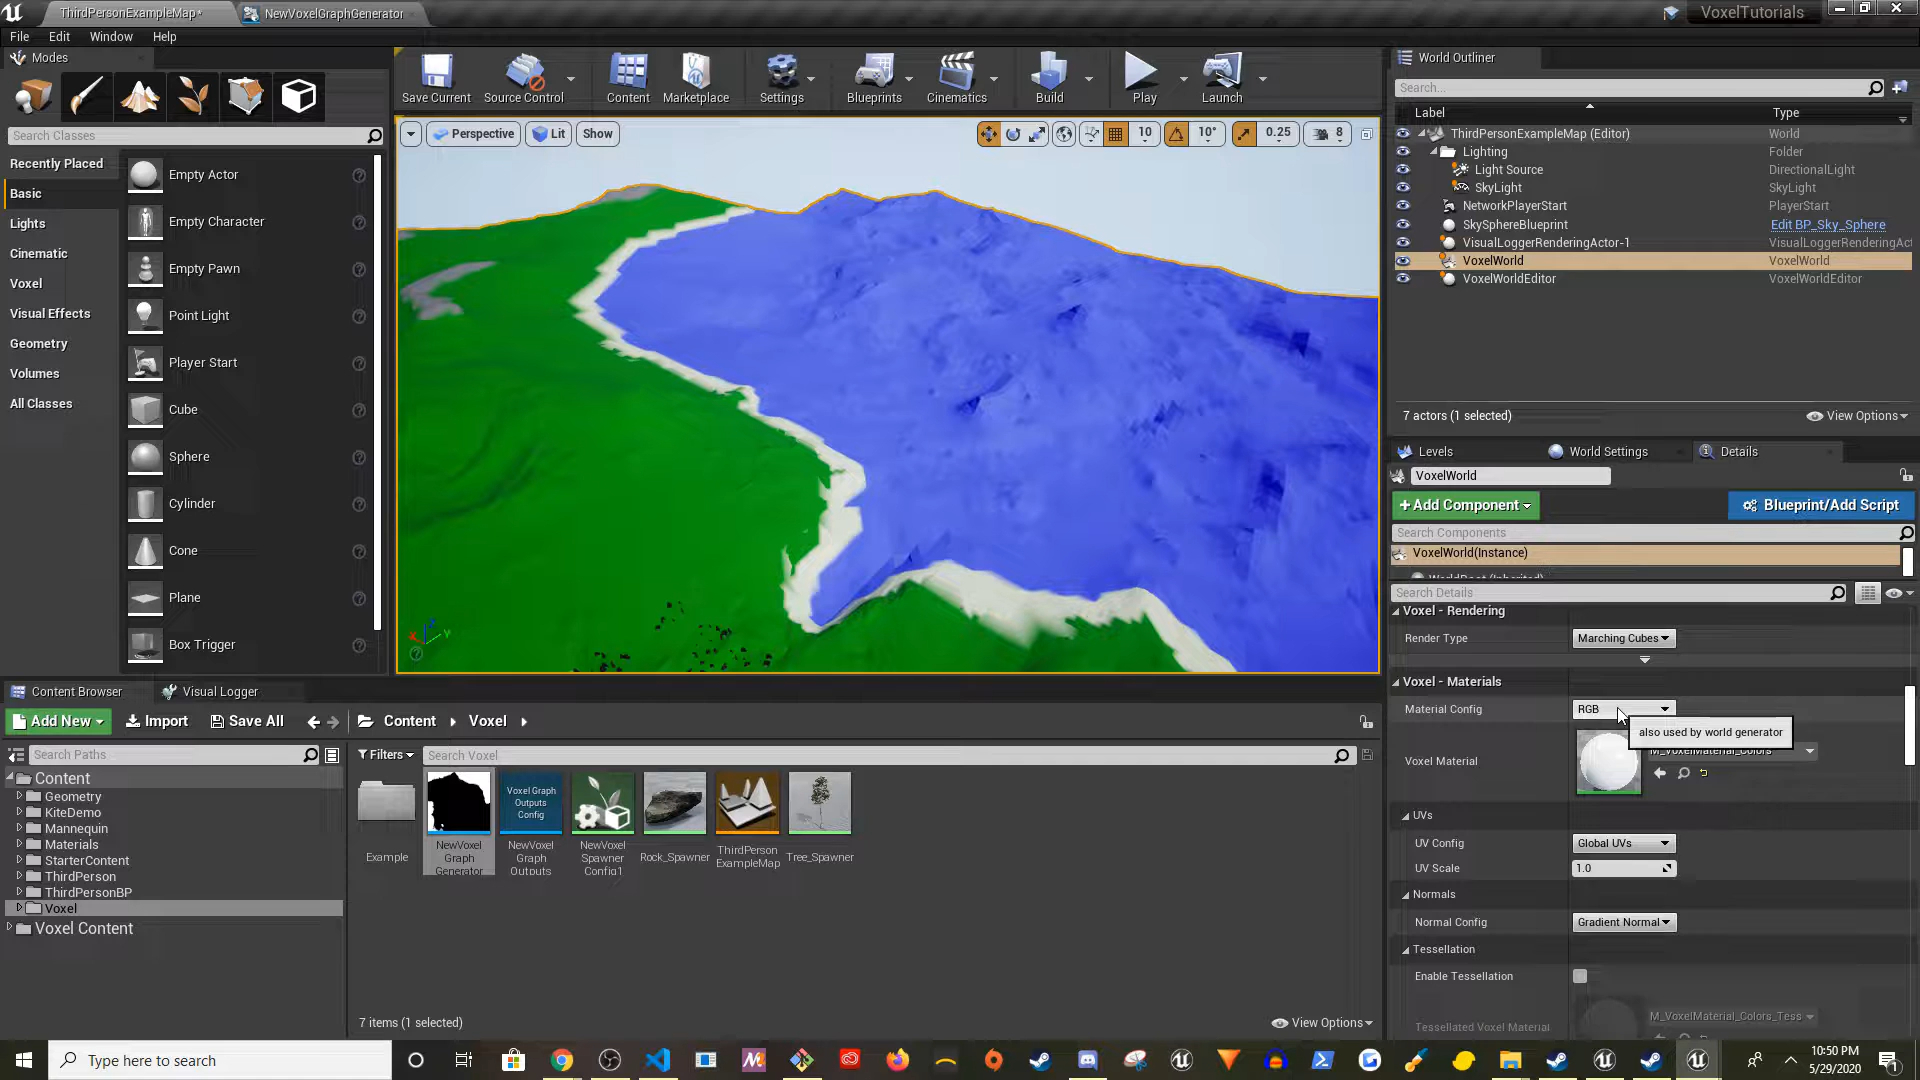 ThirdPersonExampleMap*
NewVoxelGraphGenerator
VoxelTutorials
File Edit Window Help
Modes
Search Classes
Recently Placed
Basic
Lights
Cinematic
Voxel
Visual Effects
Geometry
Volumes
All Classes
Empty Actor
Empty Character
Empty Pawn
Point Light
Player Start
Cube
Sphere
Cylinder
Cone
Plane
Box Trigger
Save Current
Source Control
Content
Marketplace
Settings
Blueprints
Cinematics
Build
Play
Launch
Perspective
Lit
Show
10
10°
0.25
8
World Outliner
Search...
Label Type
ThirdPersonExampleMap (Editor) World
Lighting Folder
Light Source DirectionalLight
SkyLight SkyLight
NetworkPlayerStart PlayerStart
SkySphereBlueprint Edit BP_Sky_Sphere
VisualLoggerRenderingActor-1 VisualLoggerRenderingAct
VoxelWorld VoxelWorld
VoxelWorldEditor VoxelWorldEditor
7 actors (1 selected)
View Options
Levels
World Settings
Details
VoxelWorld
+Add Component
Blueprint/Add Script
Search Components
VoxelWorld(Instance)
Search Details
Voxel - Rendering
Render Type Marching Cubes
Voxel - Materials
Material Config RGB
also used by world generator
Voxel Material
UVs
UV Config Global UVs
UV Scale 1.0
Normals
Normal Config Gradient Normal
Tessellation
Enable Tessellation
Tessellated Voxel Material
M_VoxelMaterial_Colors_Tess
Content Browser
Visual Logger
Add New
Import
Save All
Content
Voxel
Search Paths
Content
Geometry
KiteDemo
Mannequin
Materials
StarterContent
ThirdPerson
ThirdPersonBP
Voxel
Voxel Content
Filters
Search Voxel
Example
NewVoxel
Graph
Generator
Voxel Graph
Outputs
Config
NewVoxel
Graph
Outputs
NewVoxel
Spawner
Config1
Rock_Spawner
ThirdPerson
ExampleMap
Tree_Spawner
7 items (1 selected)
View Options
Type here to search
10:50 PM
5/29/2020
1